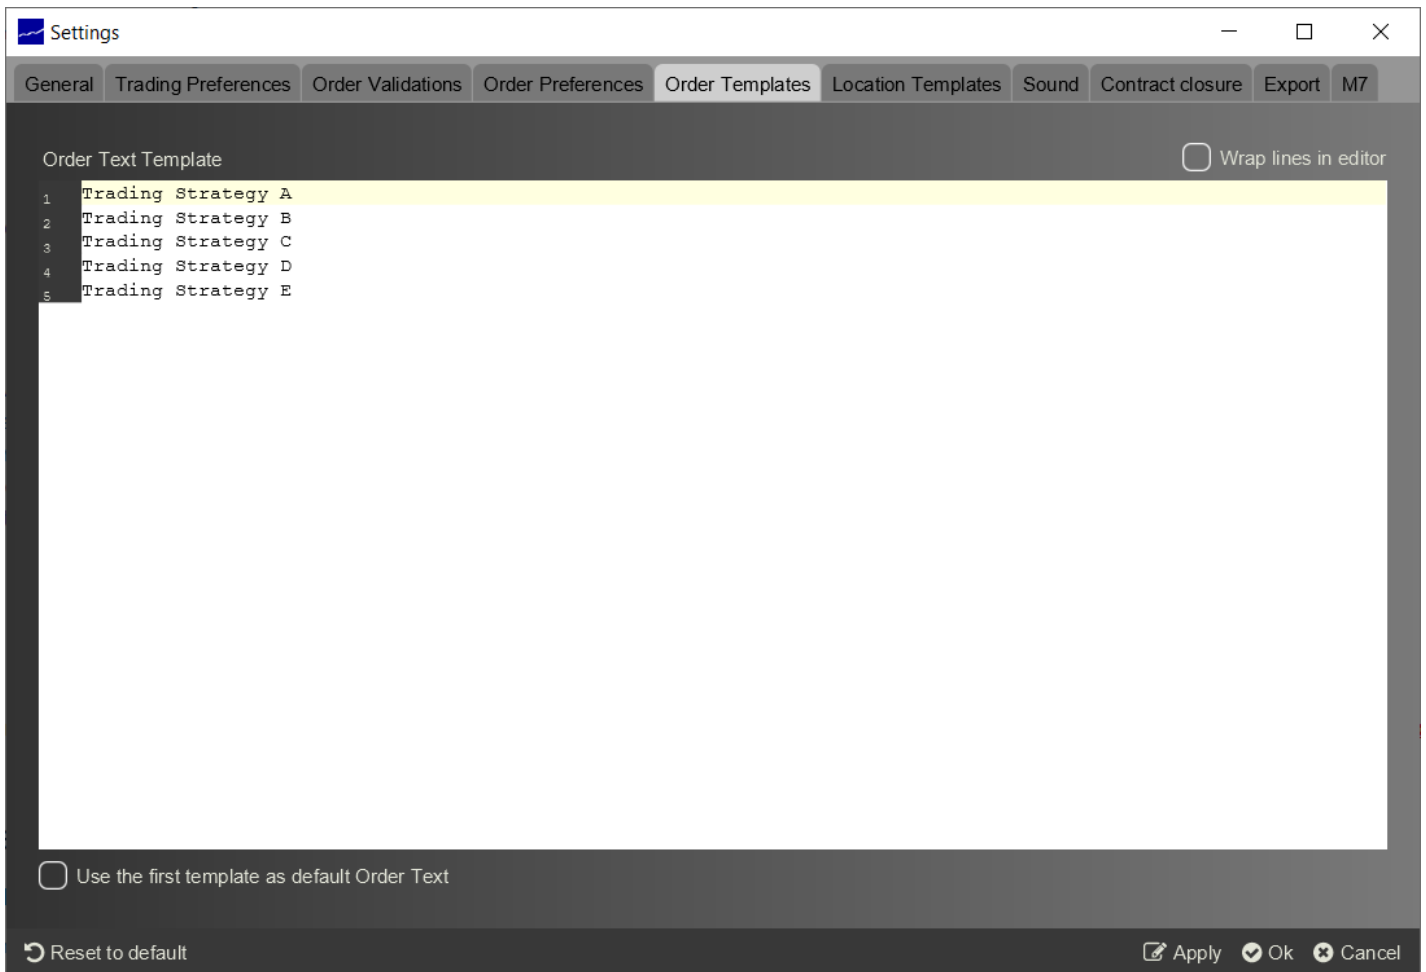 Settings
General Trading Preferences Order Validations Order Preferences Order Templates Location Templates Sound Contract closure Export M7
Order Text Template Wrap lines in editor
1 Trading Strategy A
2 Trading Strategy B
3 Trading Strategy C
4 Trading Strategy D
5 Trading Strategy E
Use the first template as default Order Text
Reset to default Apply Ok Cancel